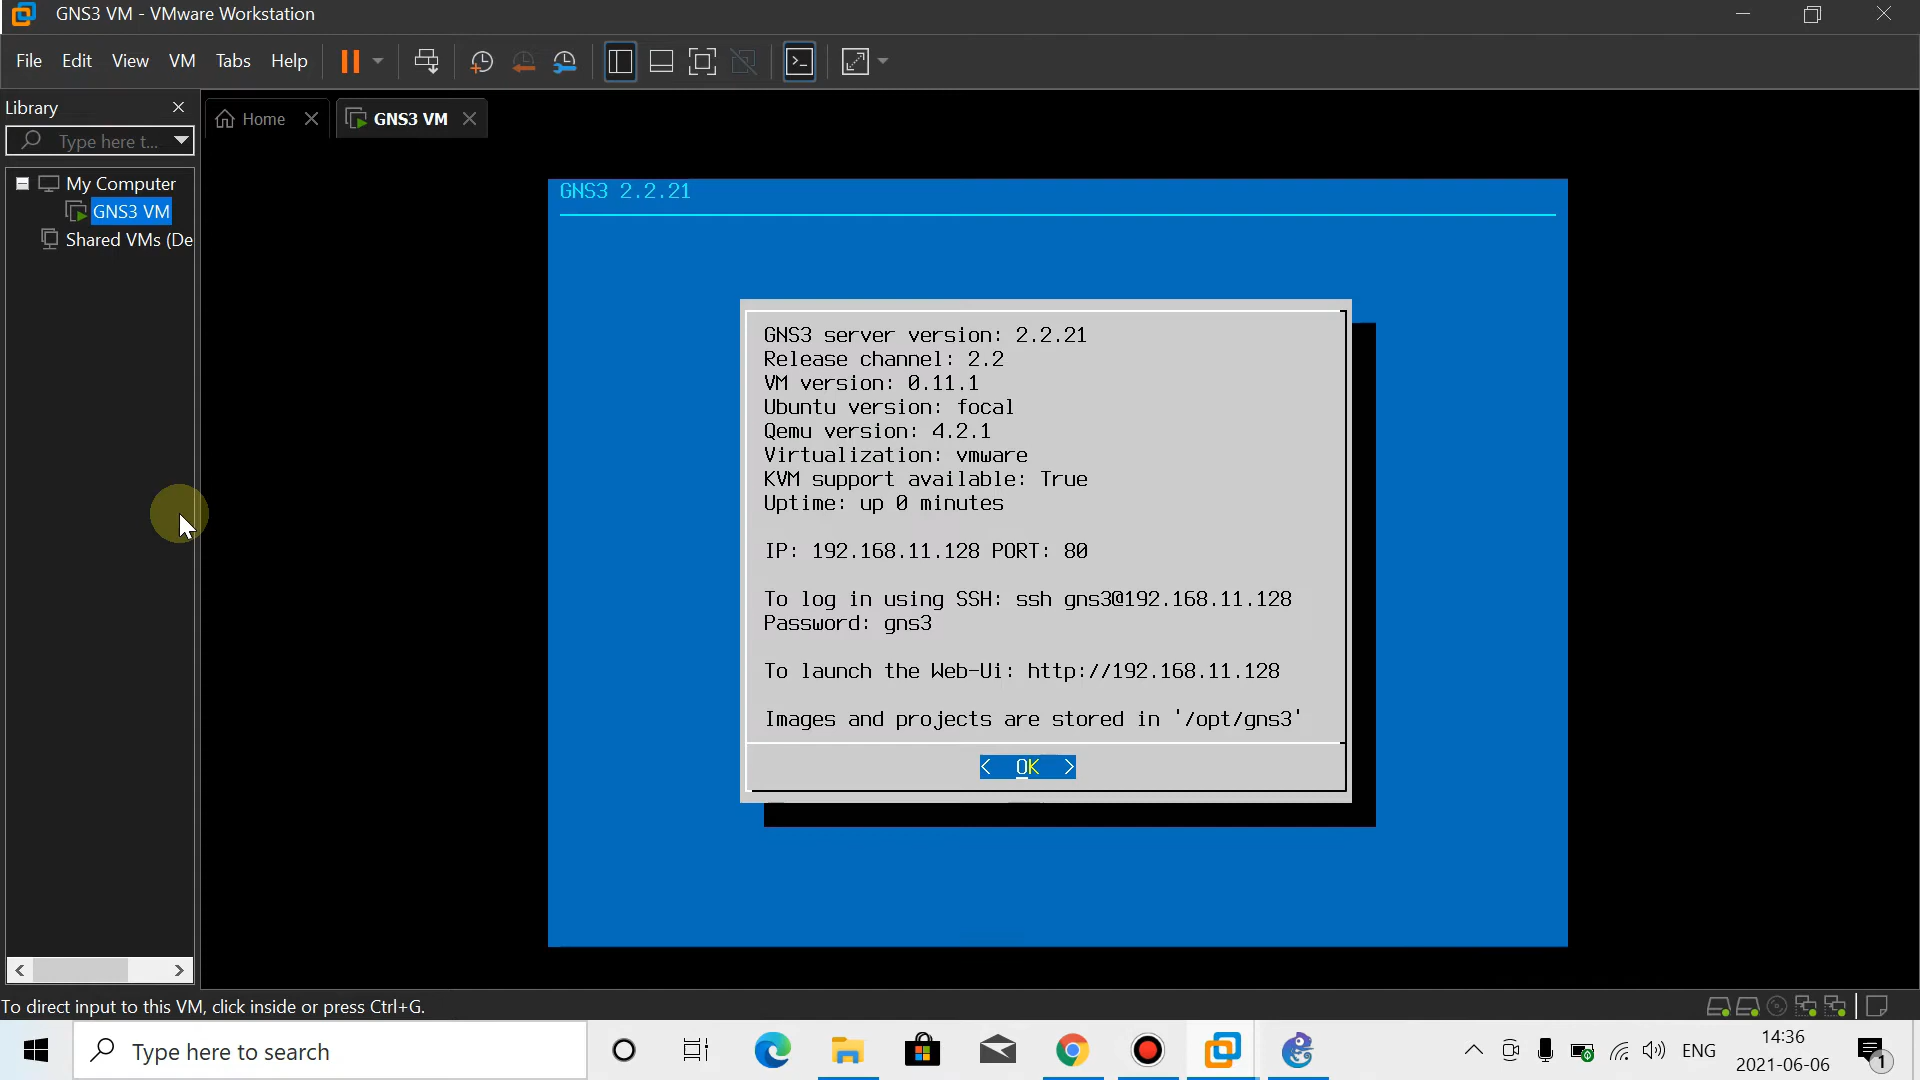 GNS3 VM - VMware Workstation
File Edit View VM Tabs Help
Library
Type here t...
Home
GNS3 VM
My Computer
GNS3 VM
Shared VMs (De
GNS3 2.2.21
GNS3 server version: 2.2.21
Release channel: 2.2
VM version: 0.11.1
Ubuntu version: focal
Qemu version: 4.2.1
Virtualization: vmware
KVM support available: True
Uptime: up 0 minutes
IP: 192.168.11.128 PORT: 80
To log in using SSH: ssh gns3@192.168.11.128
Password: gns3
To launch the Web-Ui: http://192.168.11.128
Images and projects are stored in '/opt/gns3'
< OK >
To direct input to this VM, click inside or press Ctrl+G.
Type here to search
ENG
14:36
2021-06-06
1